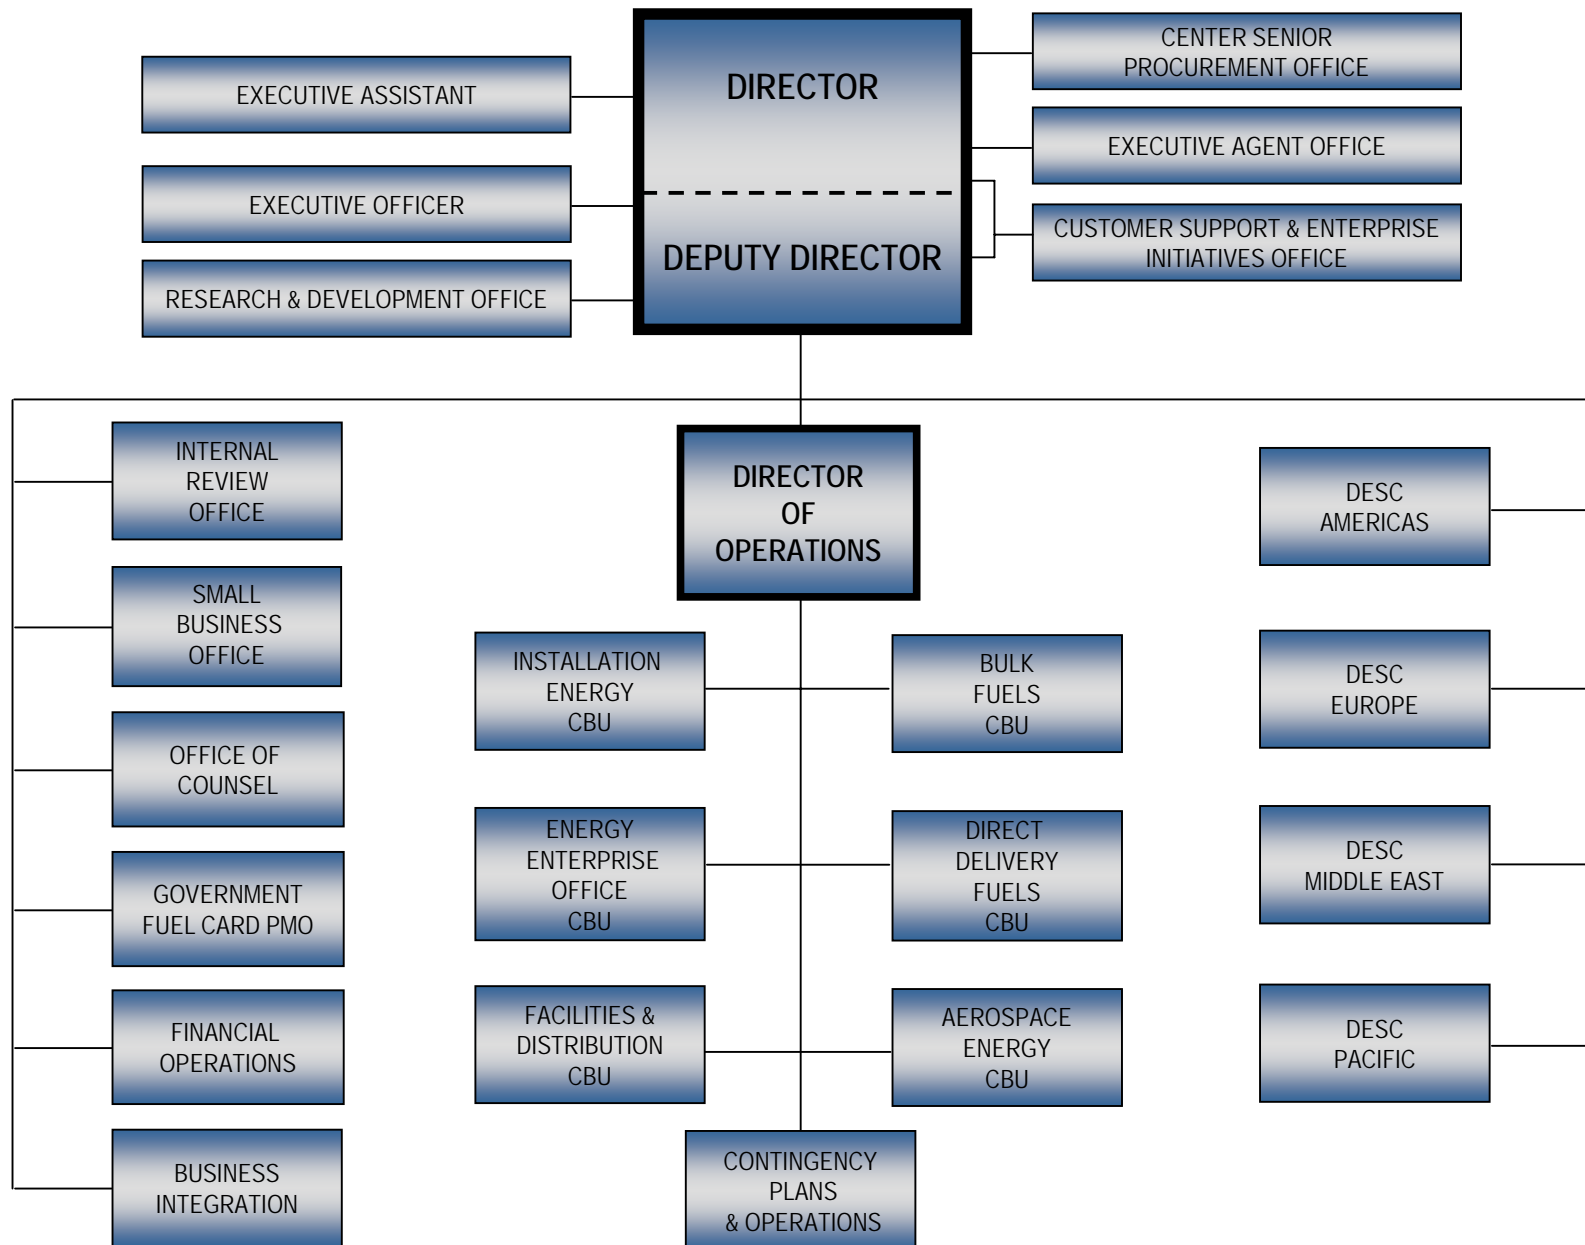 DIRECTOR
DEPUTY DIRECTOR
EXECUTIVE ASSISTANT
EXECUTIVE OFFICER
RESEARCH & DEVELOPMENT OFFICE
CENTER SENIOR
PROCUREMENT OFFICE
EXECUTIVE AGENT OFFICE
CUSTOMER SUPPORT & ENTERPRISE
INITIATIVES OFFICE
INTERNAL
REVIEW
OFFICE
SMALL
BUSINESS
OFFICE
OFFICE OF
COUNSEL
GOVERNMENT
FUEL CARD PMO
FINANCIAL
OPERATIONS
BUSINESS
INTEGRATION
DIRECTOR
OF
OPERATIONS
INSTALLATION
ENERGY
CBU
BULK
FUELS
CBU
ENERGY
ENTERPRISE
OFFICE
CBU
DIRECT
DELIVERY
FUELS
CBU
FACILITIES &
DISTRIBUTION
CBU
AEROSPACE
ENERGY
CBU
CONTINGENCY
PLANS
& OPERATIONS
DESC
AMERICAS
DESC
EUROPE
DESC
MIDDLE EAST
DESC
PACIFIC